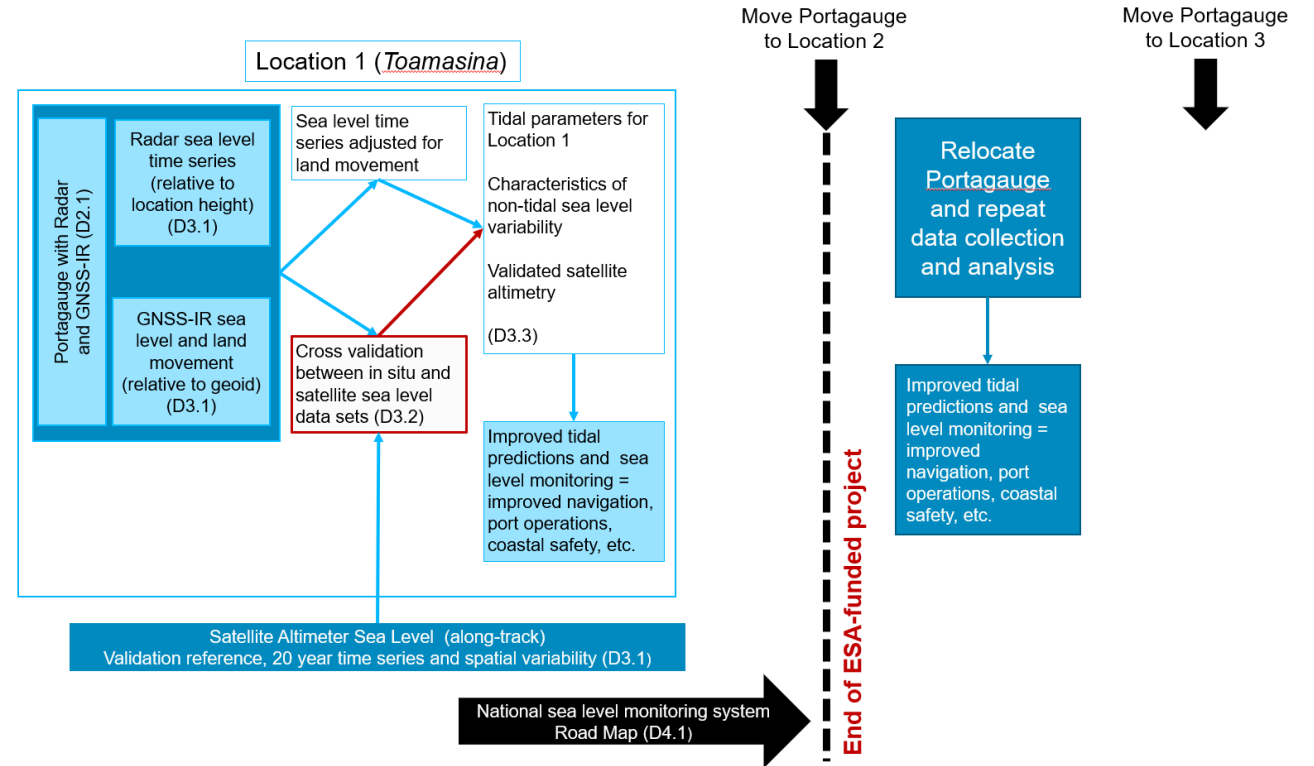 Move Portagauge
to Location 2
Move Portagauge
to Location 3
Location 1 (Toamasina)
Portagauge with Radar
and GNSS-IR (D2.1)
Radar sea level
time series
(relative to
location height)
(D3.1)
GNSS-IR sea
level and land
movement
(relative to geoid)
(D3.1)
Sea level time
series adjusted for
land movement
Cross validation
between in situ and
satellite sea level
data sets (D3.2)
Tidal parameters for
Location 1
Characteristics of
non-tidal sea level
variability
Validated satellite
altimetry
(D3.3)
Improved tidal
predictions and sea
level monitoring =
improved navigation,
port operations,
coastal safety, etc.
Satellite Altimeter Sea Level (along-track)
Validation reference, 20 year time series and spatial variability (D3.1)
National sea level monitoring system
Road Map (D4.1)
End of ESA-funded project
Relocate
Portagauge
and repeat
data collection
and analysis
Improved tidal
predictions and sea
level monitoring =
improved
navigation, port
operations, coastal
safety, etc.